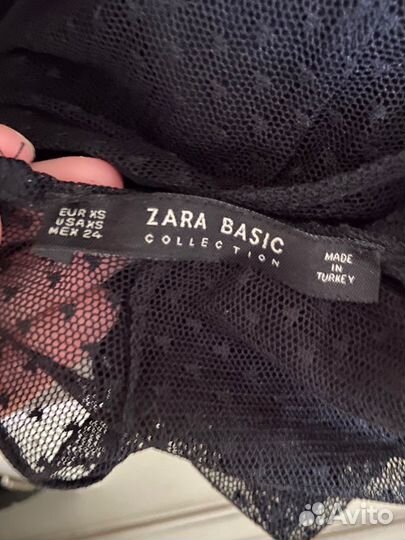 EUR XS
USA XS
MEX 24
ZARA BASIC
COLLECTION
MADE
IN
TURKEY
Avito